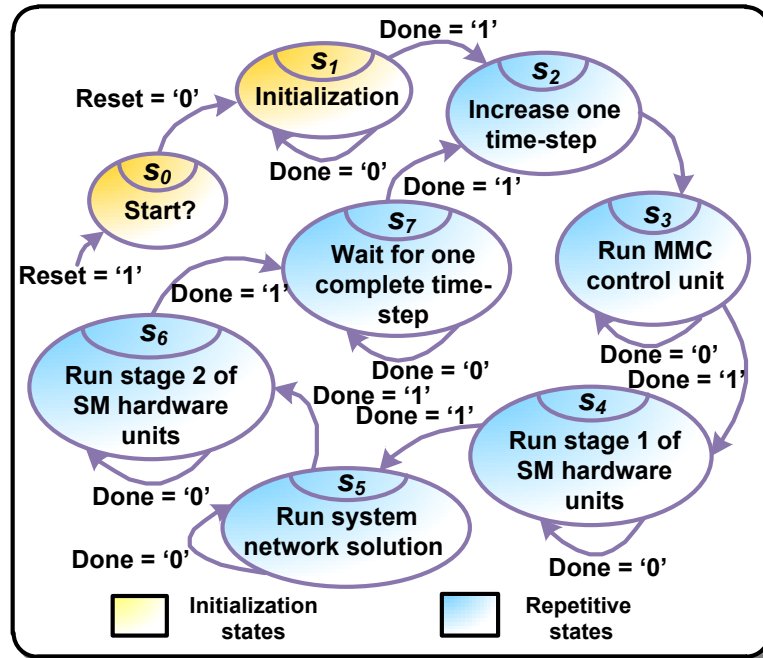 Done = ‘1’
S1
Initialization
S2
Increase one
time-step
Reset = ‘0’
Done = ‘0’
S0
Start?
Done = ‘1’
S3
Run MMC
control unit
S7
Wait for one
complete time-
step
Reset = ‘1’
Done = ‘1’
Done = ‘0’
Done = ‘0’
Done = ‘1’
S6
Run stage 2 of
SM hardware
units
Done = ‘1’
Done = ‘1’
S4
Run stage 1 of
SM hardware
units
Done = ‘0’
S5
Run system
network solution
Done = ‘0’
Done = ‘0’
Initialization
states
Repetitive
states